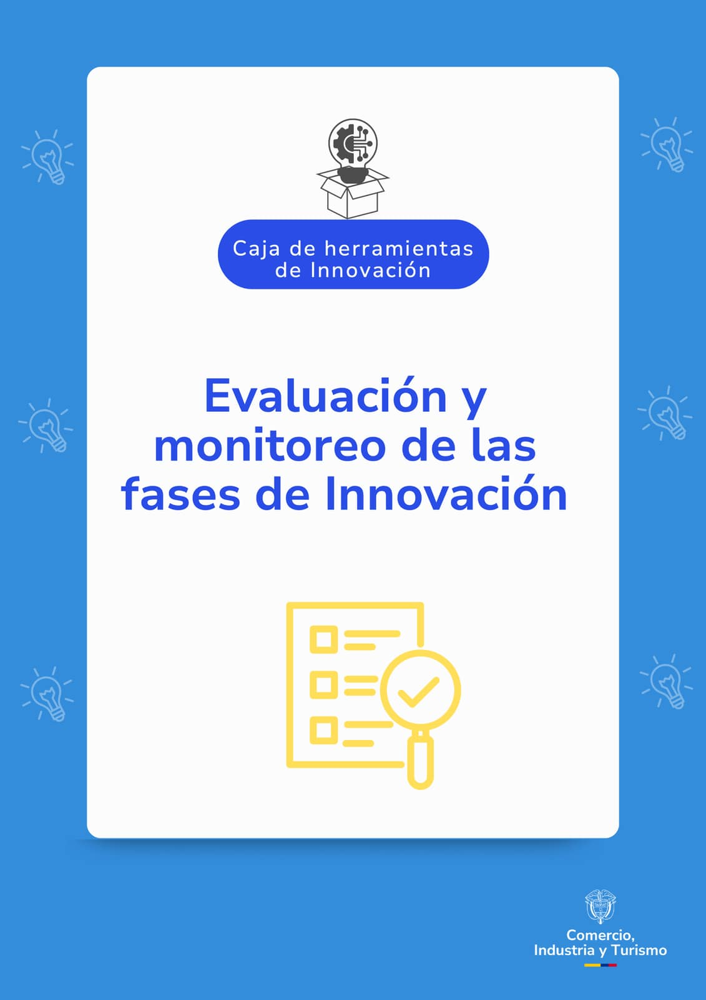 Caja de herramientas
de Innovación
Evaluación y
monitoreo de las
fases de Innovación
Comercio,
Industria y Turismo